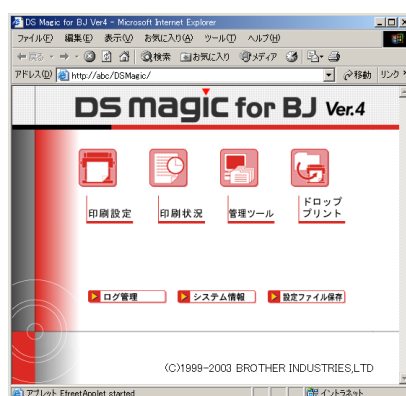 DS Magic for BJ Ver4 - Microsoft Internet Explorer
ファイル(F) 編集(E) 表示(V) お気に入り(A) ツール(T) ヘルプ(H)
戻る 検索 お気に入り メディア
アドレス(D) http://abc/DSMagic/ 移動 リンク
DS magic for BJ Ver.4
印刷設定 印刷状況 管理ツール ドロップ
プリント
ログ管理 システム情報 設定ファイル保存
(C)1999-2003 BROTHER INDUSTRIES,LTD
アプレット EfreetApplet started イントラネット